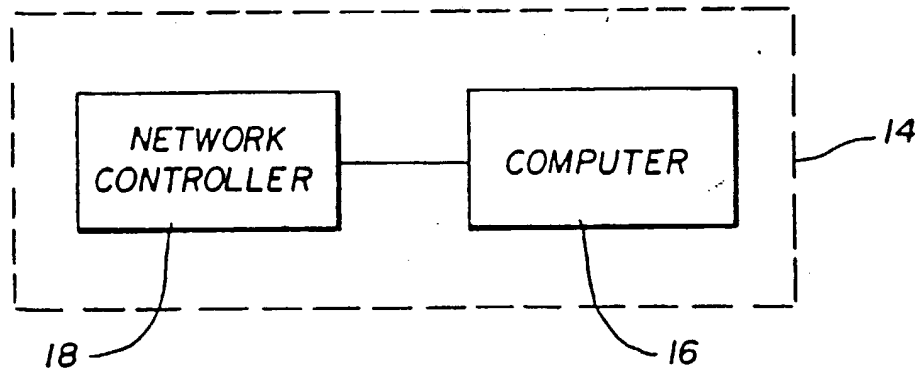 NETWORK
CONTROLLER
COMPUTER
14
18
16